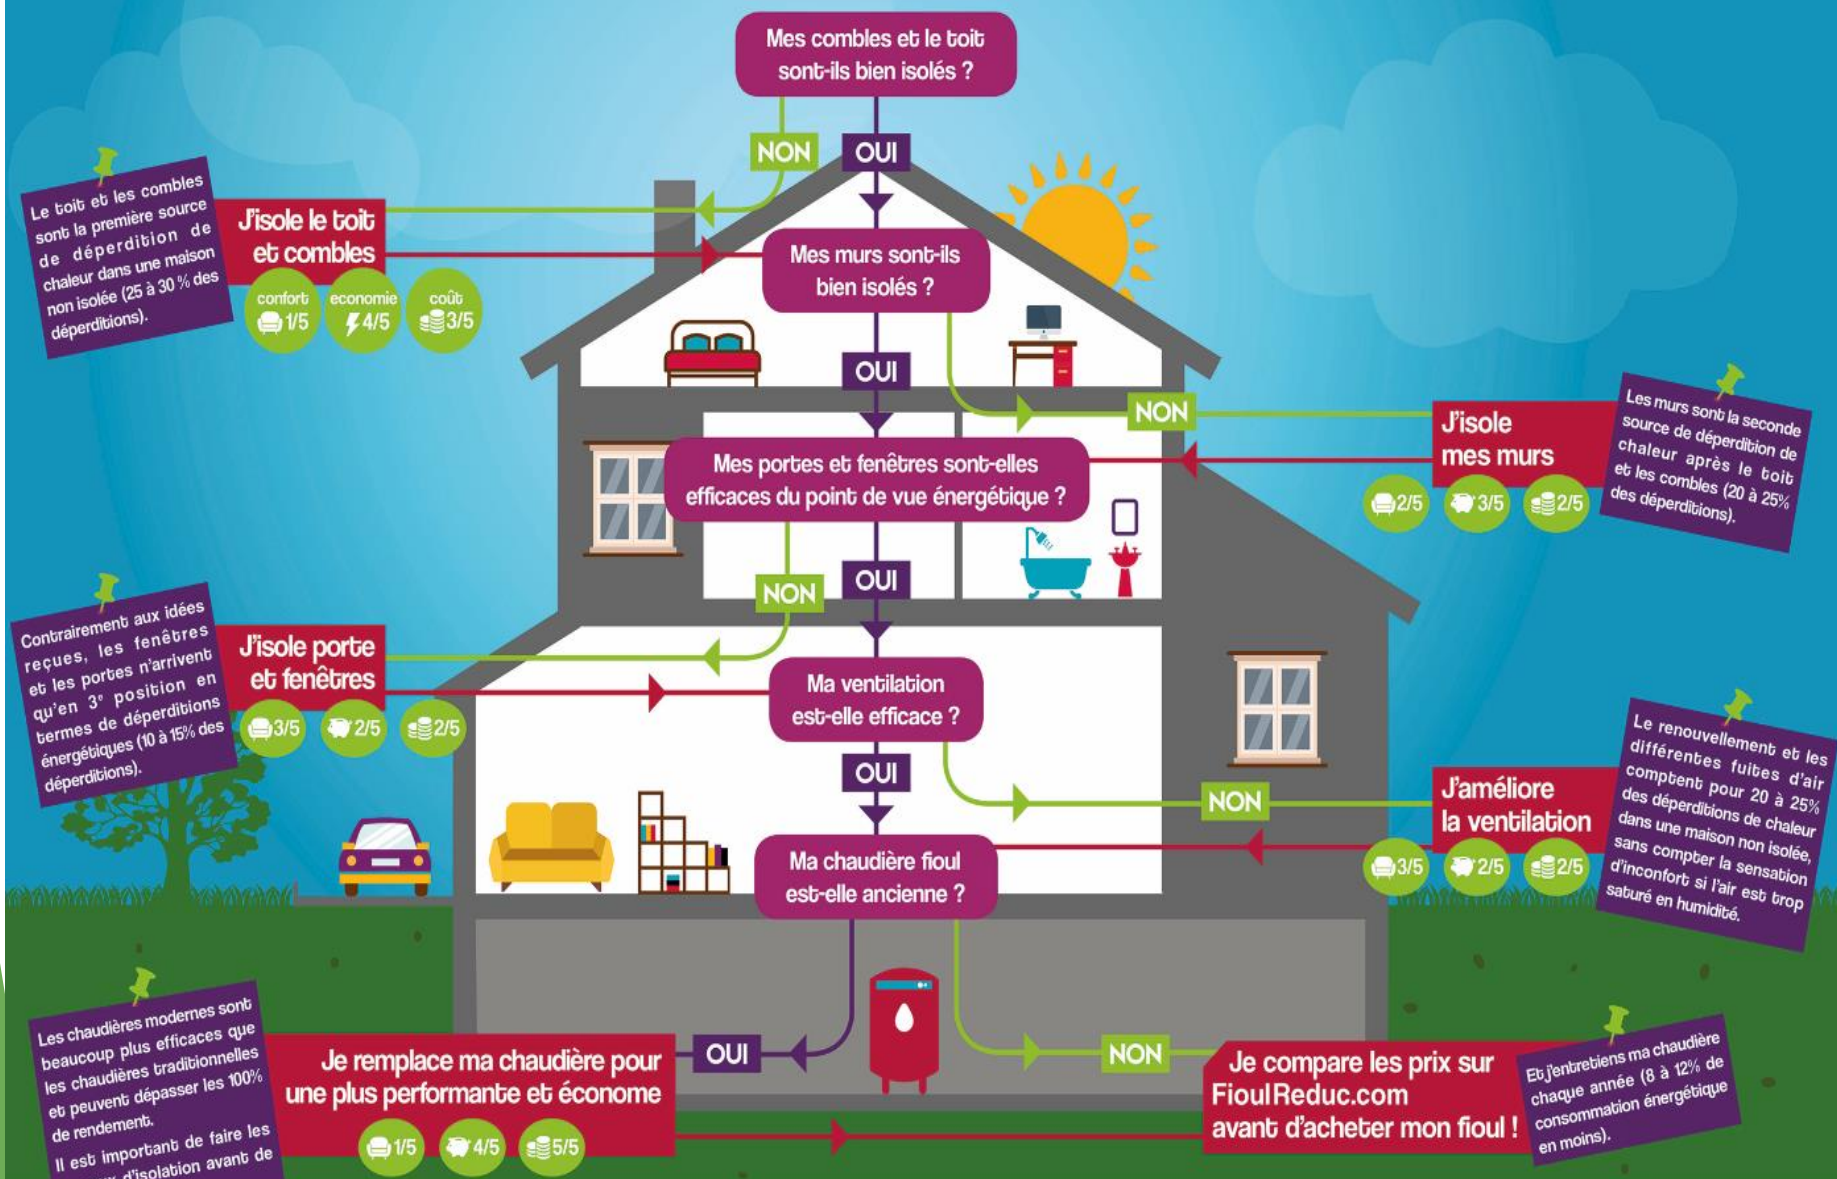 Mes combles et le toit
sont-ils bien isolés ?
NON
OUI
Le toit et les combles
sont la première source
de déperdition de
chaleur dans une maison
non isolée (25 à 30 % des
déperditions).
J'isole le toit
et combles
confort
1/5
economie
4/5
coût
3/5
Mes murs sont-ils
bien isolés ?
OUI
NON
J'isole
mes murs
2/5
3/5
2/5
Les murs sont la seconde
source de déperdition de
chaleur après le toit
et les combles (20 à 25%
des déperditions).
Mes portes et fenêtres sont-elles
efficaces du point de vue énergétique ?
NON
OUI
Contrairement aux idées
reçues, les fenêtres
et les portes n'arrivent
qu'en 3e position en
termes de déperditions
énergétiques (10 à 15% des
déperditions).
J'isole porte
et fenêtres
3/5
2/5
2/5
Ma ventilation
est-elle efficace ?
OUI
NON
J'améliore
la ventilation
3/5
2/5
2/5
Le renouvellement et les
différentes fuites d'air
comptent pour 20 à 25%
des déperditions de chaleur
dans une maison non isolée,
sans compter la sensation
d'inconfort si l'air est trop
saturé en humidité.
Ma chaudière fioul
est-elle ancienne ?
OUI
NON
Les chaudières modernes sont
beaucoup plus efficaces que
les chaudières traditionnelles
et peuvent dépasser les 100%
de rendement.
Il est important de faire les
d'isolation avant de
Je remplace ma chaudière pour
une plus performante et économe
1/5
4/5
5/5
Je compare les prix sur
FioulReduc.com
avant d'acheter mon fioul !
Et j'entretiens ma chaudière
chaque année (8 à 12% de
consommation énergétique
en moins).